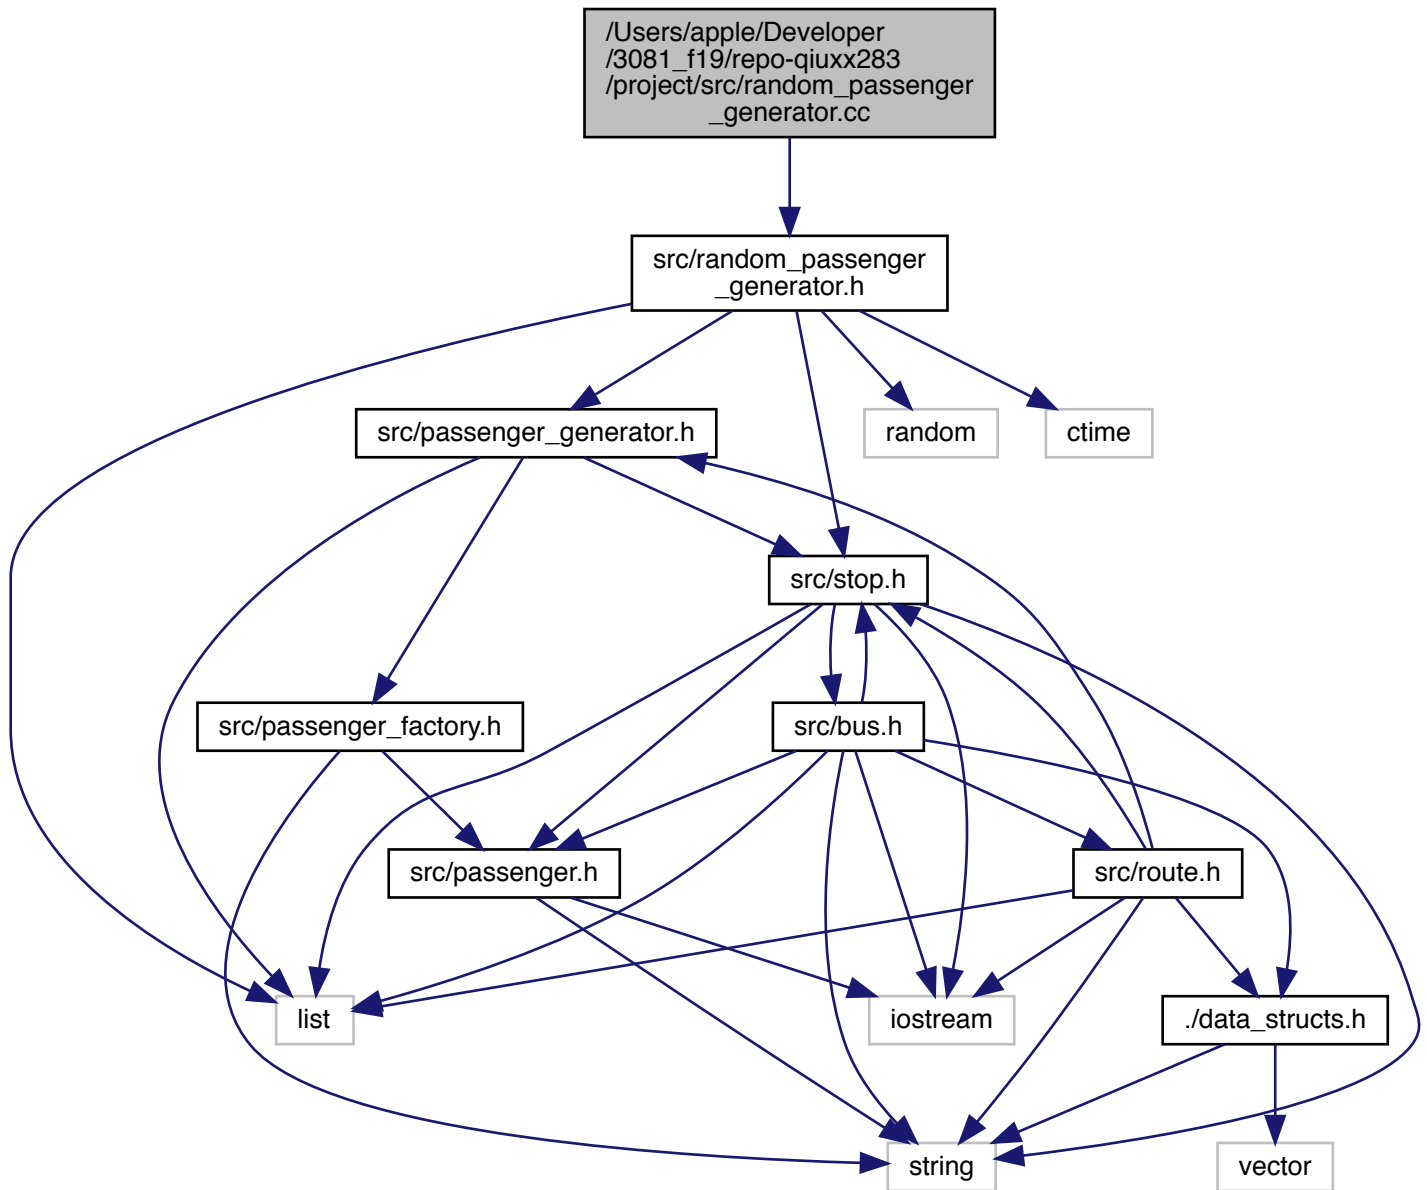 /Users/apple/Developer
/3081_f19/repo-qiuxx283
/project/src/random_passenger
_generator.cc
src/random_passenger
_generator.h
src/passenger_generator.h
random
ctime
src/stop.h
src/passenger_factory.h
src/bus.h
src/passenger.h
src/route.h
list
iostream
./data_structs.h
string
vector